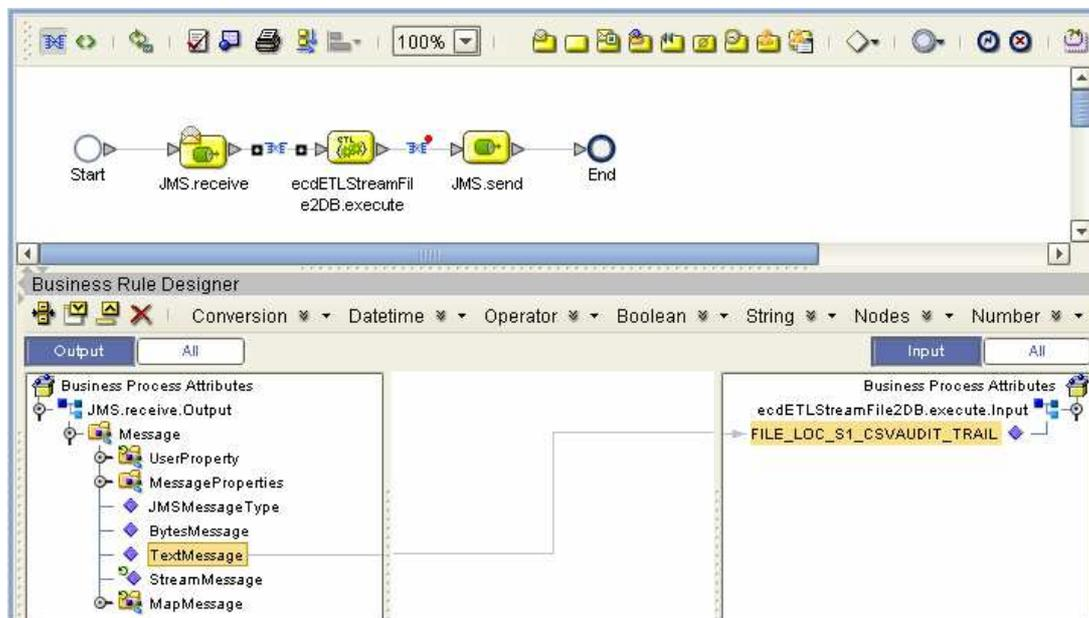 100%
Start
JMS.receive
ecdETLStreamFil
e2DB.execute
JMS.send
End
Business Rule Designer
Conversion Datetime Operator Boolean String Nodes Number
Output All Input All
Business Process Attributes
JMS.receive.Output
Message
UserProperty
MessageProperties
JMSMessageType
BytesMessage
TextMessage
StreamMessage
MapMessage
Business Process Attributes
ecdETLStreamFile2DB.execute.Input
FILE_LOC_S1_CSVAUDIT_TRAIL